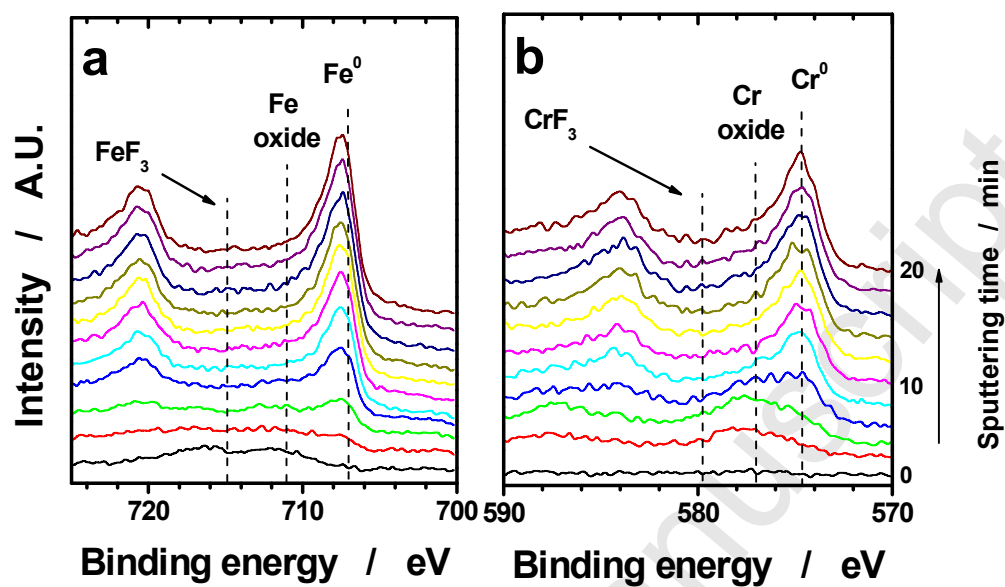 a
Fe0
Fe
oxide
FeF3
Intensity / A.U.
720
710
700
Binding energy / eV
b
Cr0
Cr
oxide
CrF3
590
580
570
Binding energy / eV
20
10
0
Sputtering time / min
nuscript